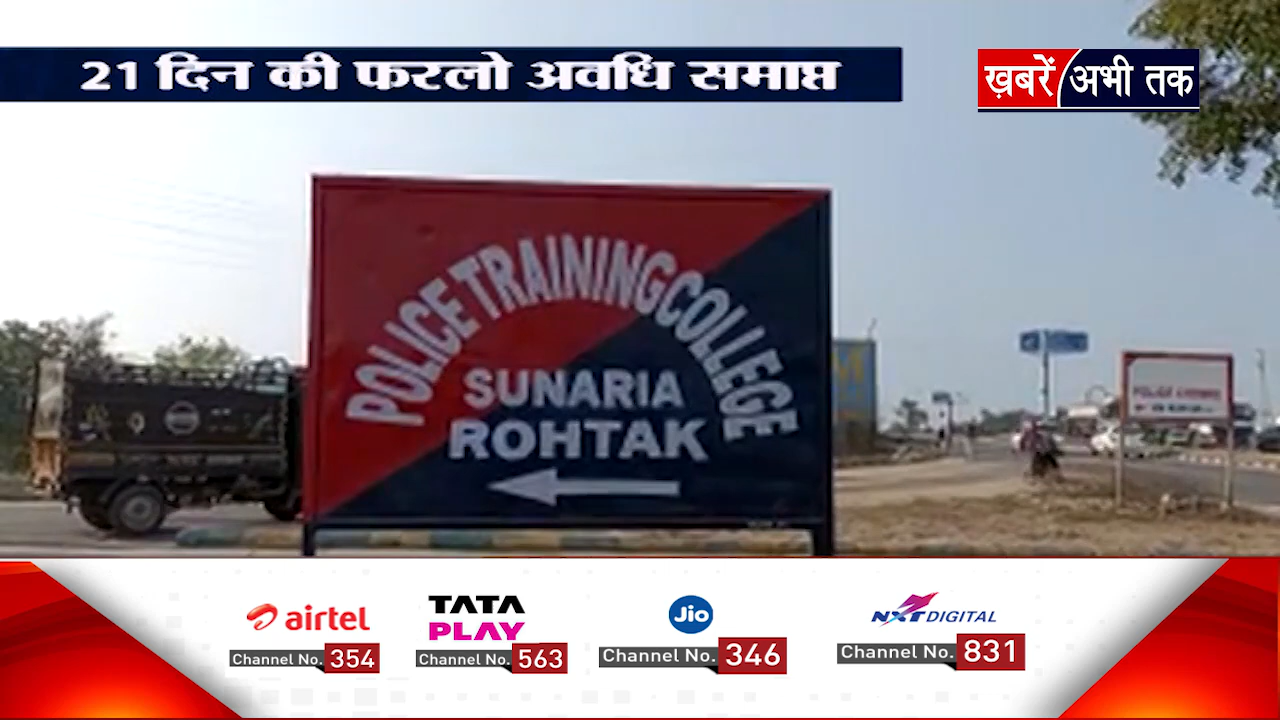 21 दिन की फरलो अवधि समाप्त
ख़बरें अभी तक
POLICE TRAINING COLLEGE
SUNARIA
ROHTAK
airtel
Channel No. 354
TATA
PLAY
Channel No. 563
Jio
Channel No. 346
NXT DIGITAL
Channel No. 831